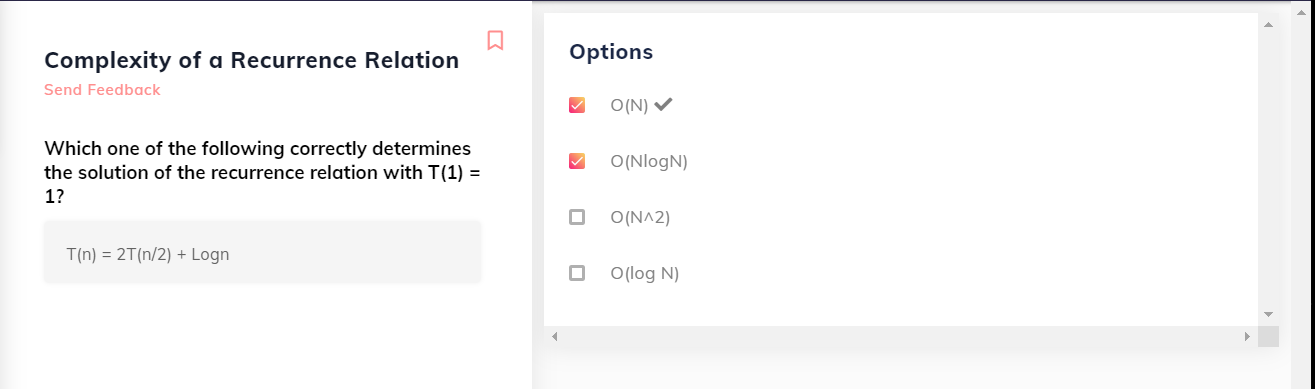 Complexity of a Recurrence Relation
Send Feedback
Which one of the following correctly determines
the solution of the recurrence relation with T(1) =
1?
T(n) = 2T(n/2) + Logn
Options
O(N)
O(NlogN)
O(N^2)
O(log N)